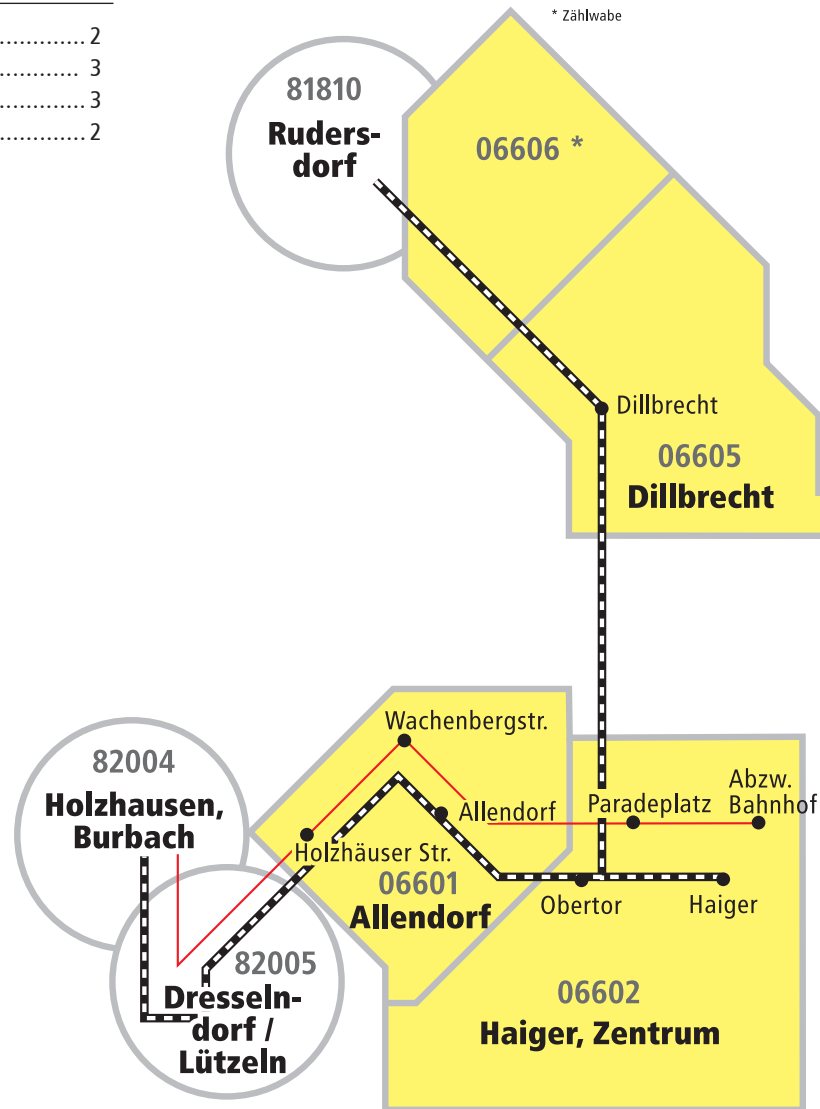 .............2
............. 3
.............3
.............2
* Zählwabe
81810
Ruders-
dorf
06606 *
Dillbrecht
06605
Dillbrecht
Wachenbergstr.
82004
Holzhausen,
Burbach
Allendorf
Paradeplatz
Abzw.
Bahnhof
Holzhäuser Str.
06601
Allendorf
Obertor
Haiger
82005
Dresseln-
dorf /
Lützeln
06602
Haiger, Zentrum